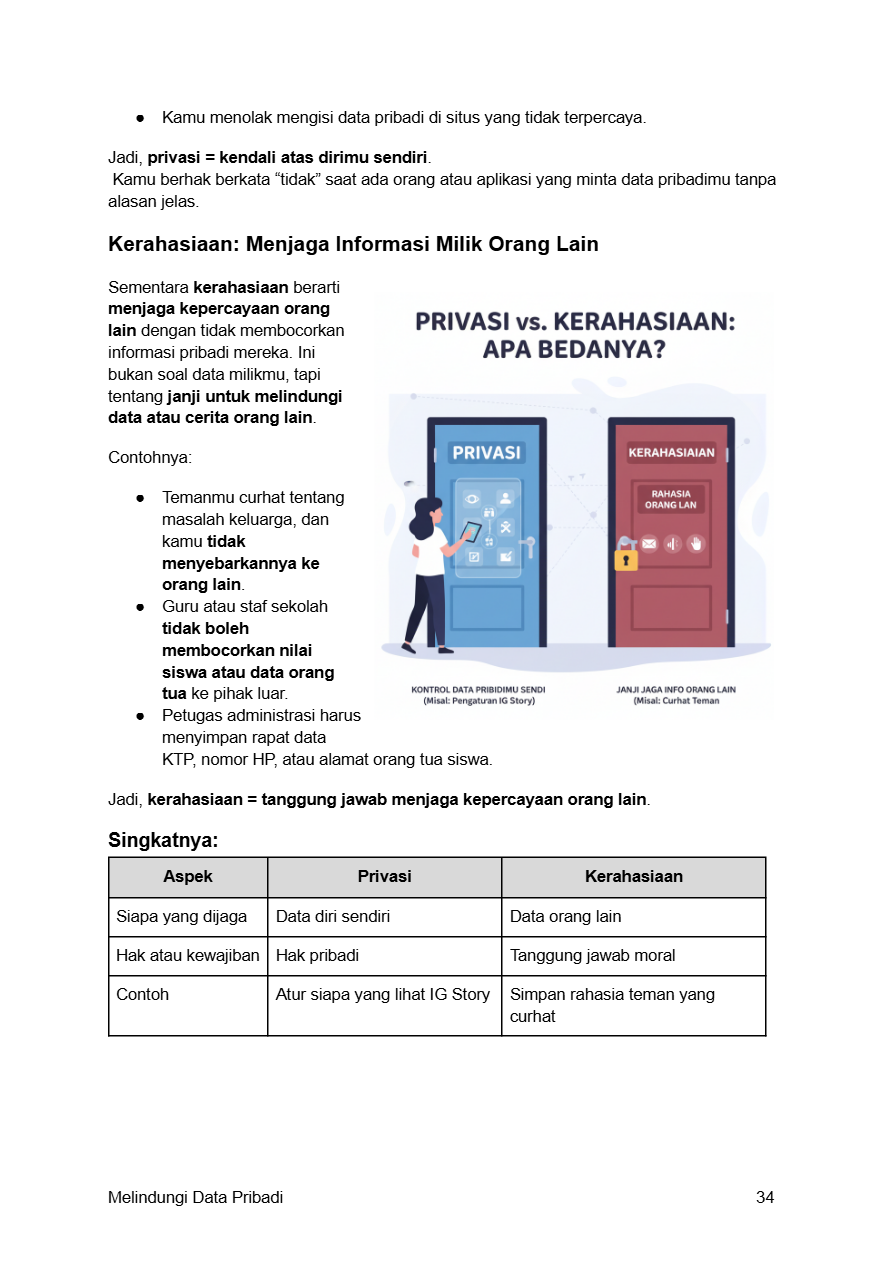 ● Kamu menolak mengisi data pribadi di situs yang tidak terpercaya.
Jadi, privasi = kendali atas dirimu sendiri.
Kamu berhak berkata “tidak” saat ada orang atau aplikasi yang minta data pribadimu tanpa
alasan jelas.
Kerahasiaan: Menjaga Informasi Milik Orang Lain
Sementara kerahasiaan berarti
menjaga kepercayaan orang
lain dengan tidak membocorkan
informasi pribadi mereka. Ini
bukan soal data milikmu, tapi
tentang janji untuk melindungi
data atau cerita orang lain.
Contohnya:
● Temanmu curhat tentang
masalah keluarga, dan
kamu tidak
menyebarkannya ke
orang lain.
● Guru atau staf sekolah
tidak boleh
membocorkan nilai
siswa atau data orang
tua ke pihak luar.
● Petugas administrasi harus
menyimpan rapat data
KTP, nomor HP, atau alamat orang tua siswa.
PRIVASI vs. KERAHASIAAN:
APA BEDANYA?
PRIVASI
KERAHASIAIAN
RAHASIA
ORANG LAN
KONTROL DATA PRIBIDIMU SENDI
(Misal: Pengaturan IG Story)
JANJI JAGA INFO ORANG LAIN
(Misal: Curhat Teman
Jadi, kerahasiaan = tanggung jawab menjaga kepercayaan orang lain.
Singkatnya:
Aspek Privasi Kerahasiaan
Siapa yang dijaga Data diri sendiri Data orang lain
Hak atau kewajiban Hak pribadi Tanggung jawab moral
Contoh Atur siapa yang lihat IG Story Simpan rahasia teman yang
curhat
Melindungi Data Pribadi 34